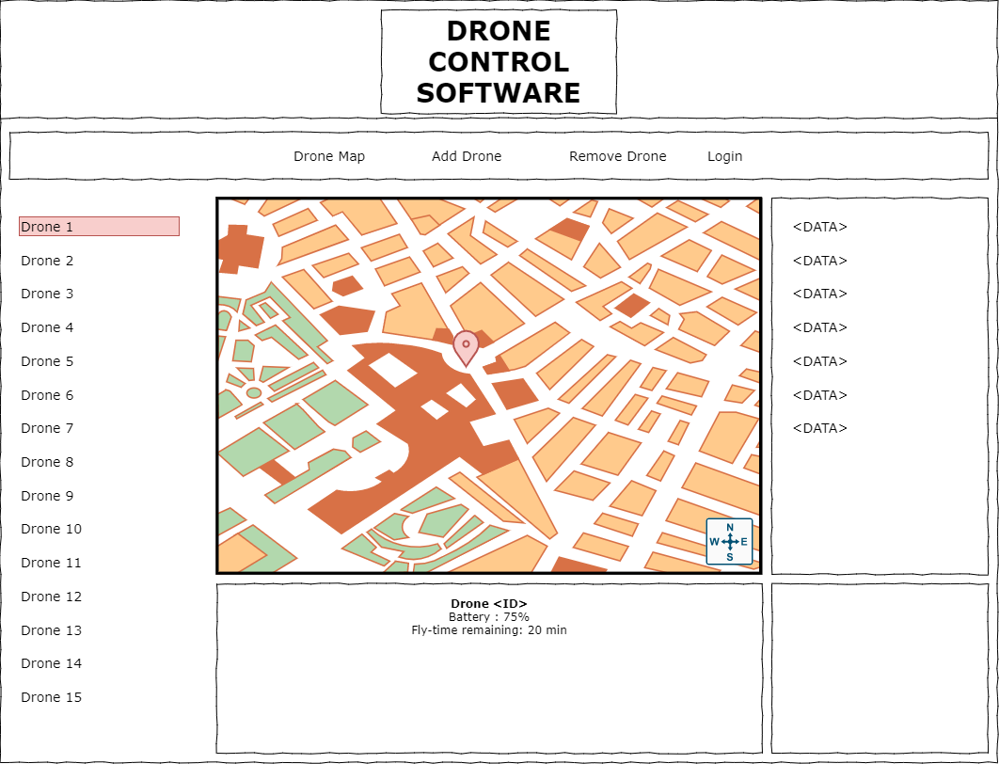 DRONE
CONTROL
SOFTWARE
Drone Map Add Drone Remove Drone Login
Drone 1
Drone 2
Drone 3
Drone 4
Drone 5
Drone 6
Drone 7
Drone 8
Drone 9
Drone 10
Drone 11
Drone 12
Drone 13
Drone 14
Drone 15
N
W E
S
<DATA>
<DATA>
<DATA>
<DATA>
<DATA>
<DATA>
<DATA>
Drone <ID>
Battery : 75%
Fly-time remaining: 20 min